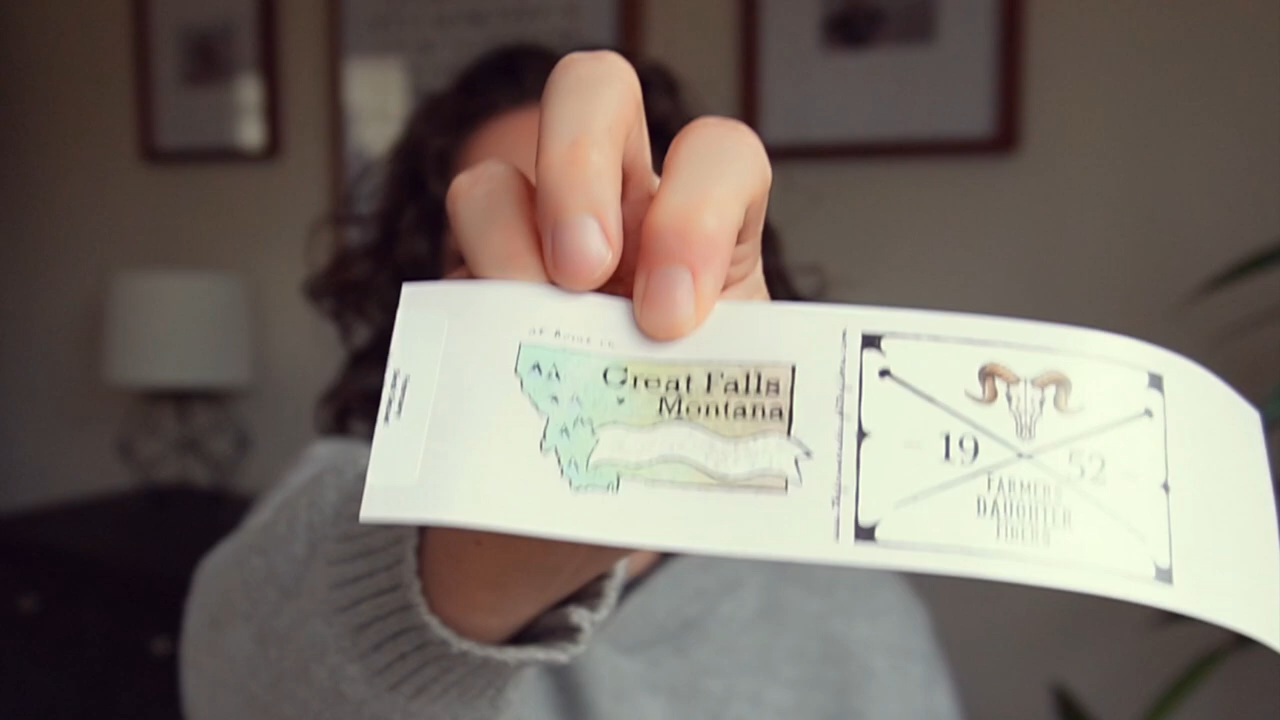 Great Falls
Montana
19 52
FARMERS
DAUGHTER
FIBERS